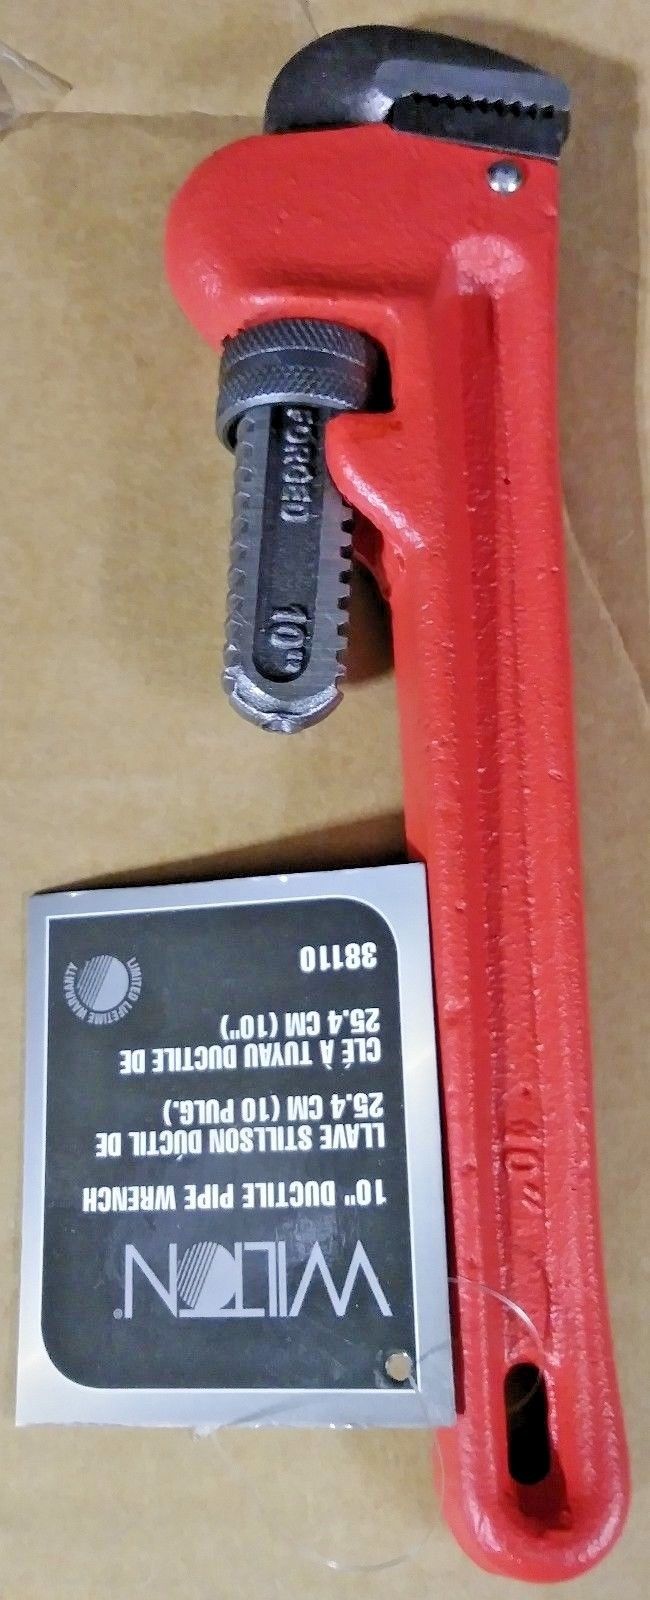 FORGED
10"
WILTON®
10" DUCTILE PIPE WRENCH
LLAVE STILLSON DÚCTIL DE
25.4 CM (10 PULG.)
CLÉ À TUYAU DUCTILE DE
25.4 CM (10")
38110
LIMITED LIFETIME WARRANTY
10"